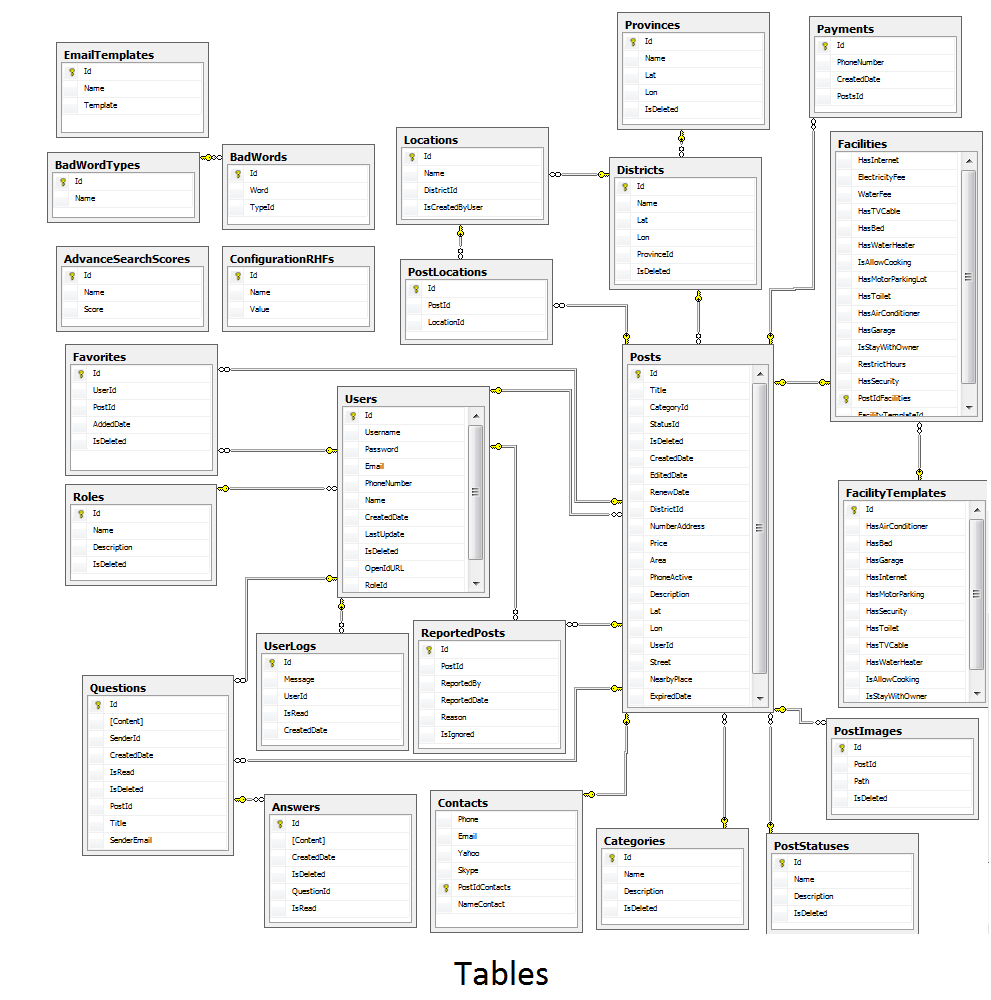 EmailTemplates
Id
Name
Template
BadWordTypes
Id
Name
BadWords
Id
Word
TypeId
AdvanceSearchScores
Id
Name
Score
ConfigurationRHFs
Id
Name
Value
Locations
Id
Name
DistrictId
IsCreatedByUser
PostLocations
Id
PostId
LocationId
Provinces
Id
Name
Lat
Lon
IsDeleted
Districts
Id
Name
Lat
Lon
ProvinceId
IsDeleted
Payments
Id
PhoneNumber
CreatedDate
PostsId
Facilities
HasInternet
ElectricityFee
WaterFee
HasTVCable
HasBed
HasWaterHeater
IsAllowCooking
HasMotorParkingLot
HasToilet
HasAirConditioner
HasGarage
IsStayWithOwner
RestrictHours
HasSecurity
PostIdFacilities
FacilityTemplateId
Favorites
Id
UserId
PostId
AddedDate
IsDeleted
Roles
Id
Name
Description
IsDeleted
Users
Id
Username
Password
Email
PhoneNumber
Name
CreatedDate
LastUpdate
IsDeleted
OpenIdURL
RoleId
Posts
Id
Title
CategoryId
StatusId
IsDeleted
CreatedDate
EditedDate
RenewDate
DistrictId
NumberAddress
Price
Area
PhoneActive
Description
Lat
Lon
UserId
Street
NearbyPlace
ExpiredDate
FacilityTemplates
Id
HasAirConditioner
HasBed
HasGarage
HasInternet
HasMotorParking
HasSecurity
HasToilet
HasTVCable
HasWaterHeater
IsAllowCooking
IsStayWithOwner
UserLogs
Id
Message
UserId
IsRead
CreatedDate
ReportedPosts
Id
PostId
ReportedBy
ReportedDate
Reason
IsIgnored
Questions
Id
[Content]
SenderId
CreatedDate
IsRead
IsDeleted
PostId
Title
SenderEmail
Answers
Id
[Content]
CreatedDate
IsDeleted
QuestionId
IsRead
Contacts
Phone
Email
Yahoo
Skype
PostIdContacts
NameContact
Categories
Id
Name
Description
IsDeleted
PostImages
Id
PostId
Path
IsDeleted
PostStatuses
Id
Name
Description
IsDeleted
Tables